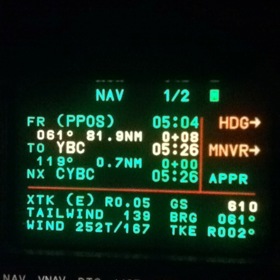 NAV 1/2
FR (PPOS) 05:04 HDG→
061° 81.9NM 0+08
TO YBC 05:26 MNVR→
119° 0.7NM 0+00
NX CYBC 05:26 APPR
XTK (E) R0.05 GS 610
TAILWIND 139 BRG 061°
WIND 252T/167 TKE R002°
NAV VNAV